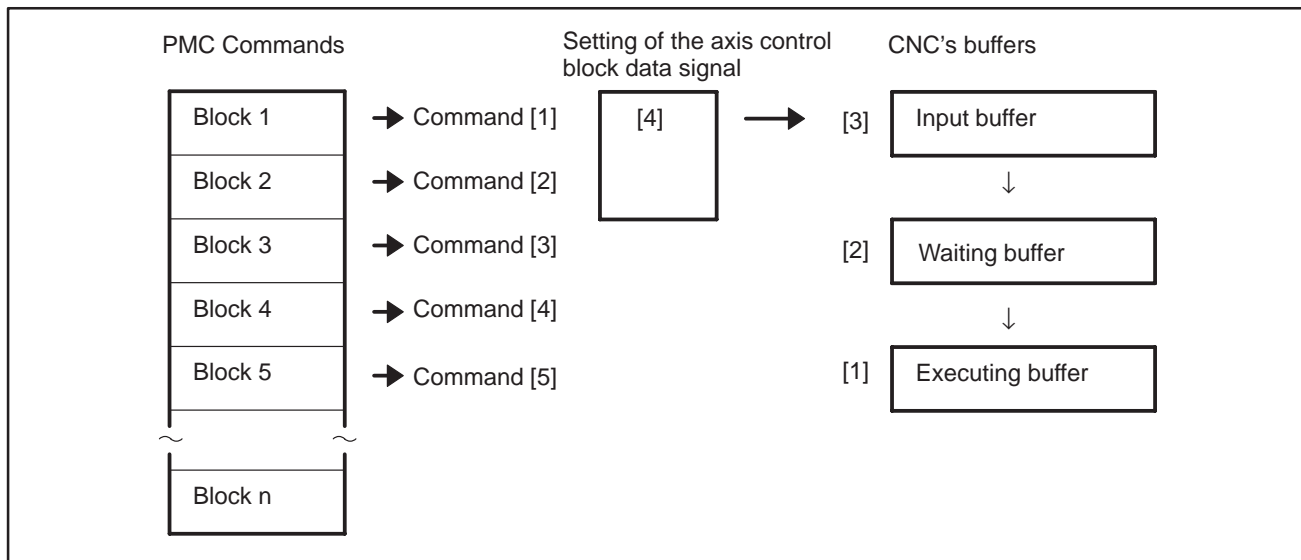 PMC Commands
Setting of the axis control
block data signal
CNC’s buffers
Block 1
Command [1]
[4]
[3]
Input buffer
Block 2
Command [2]
Block 3
Command [3]
[2]
Waiting buffer
Block 4
Command [4]
Block 5
Command [5]
[1]
Executing buffer
Block n